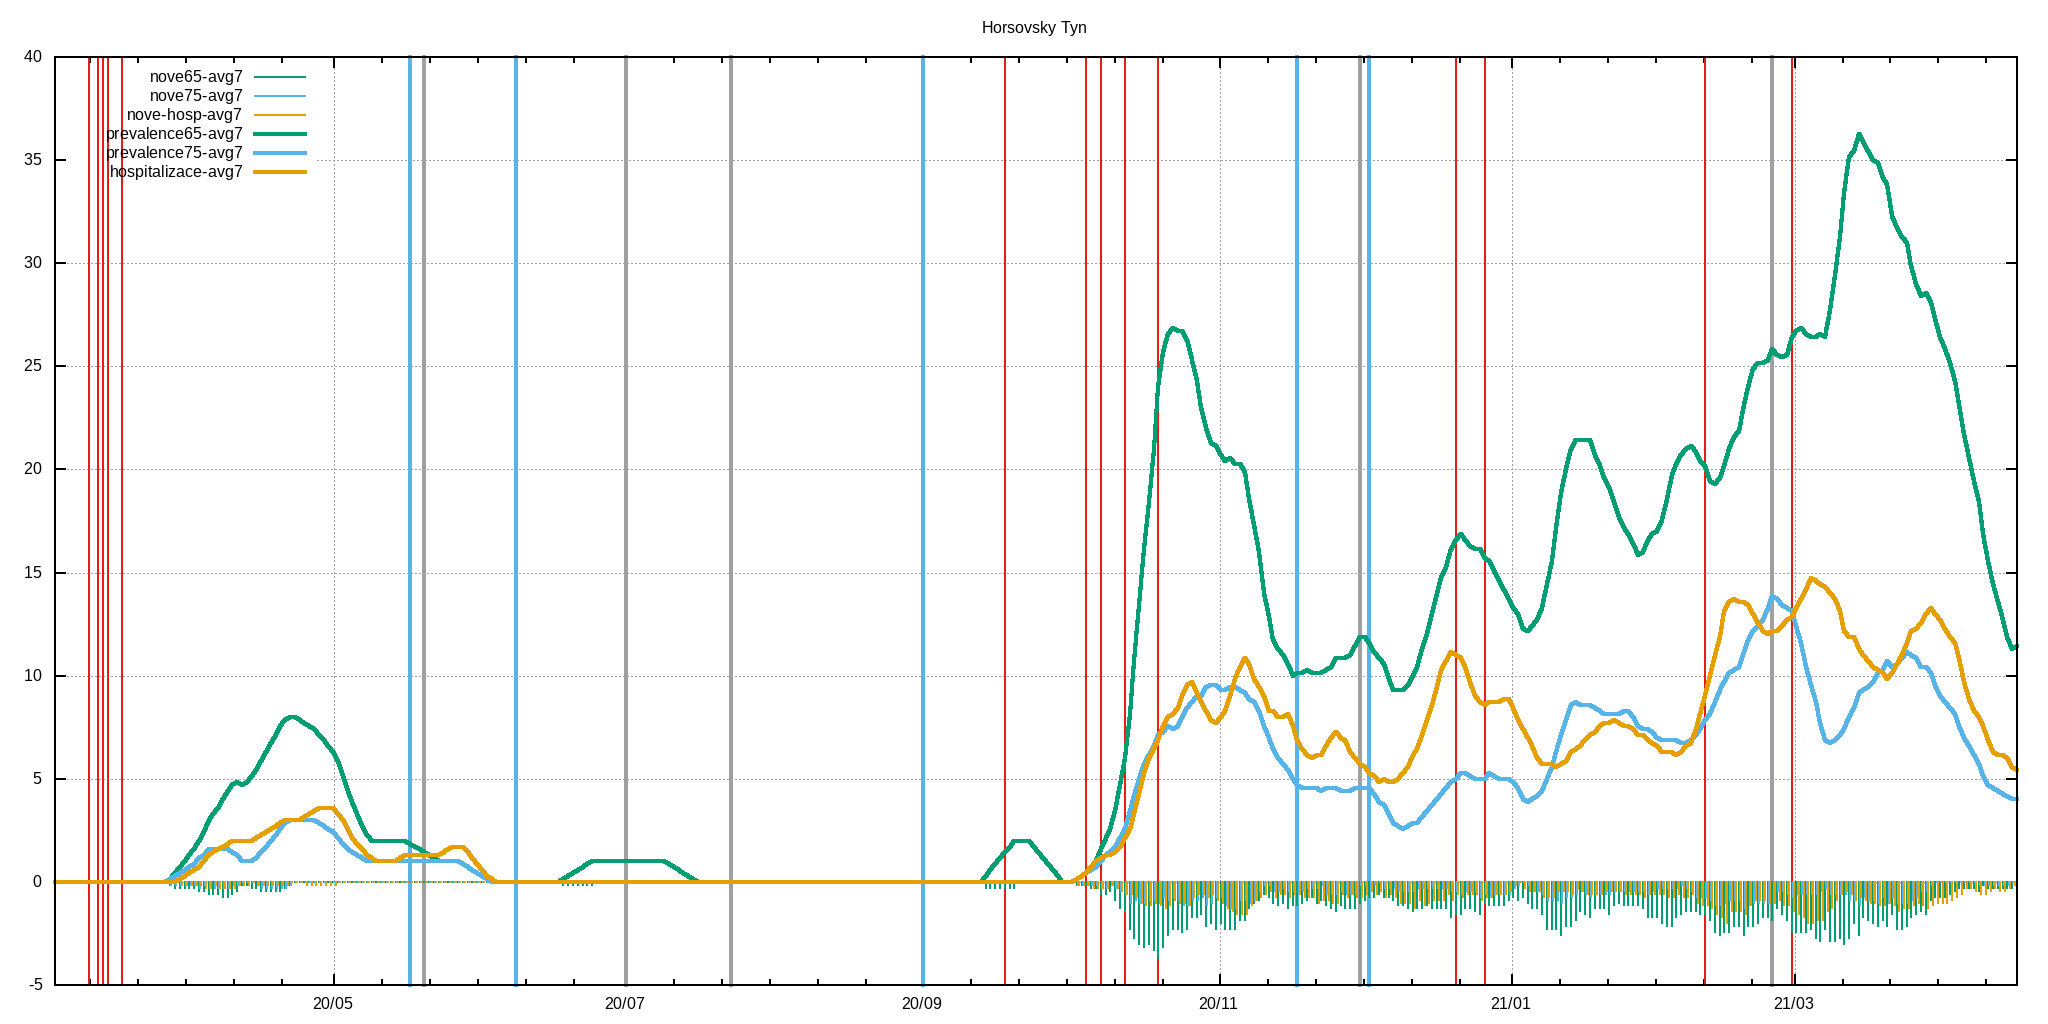 Horsovsky Tyn
40
35
30
25
20
15
10
5
0
-5
nove65-avg7
nove75-avg7
nove-hosp-avg7
prevalence65-avg7
prevalence75-avg7
hospitalizace-avg7
20/05 20/07 20/09 20/11 21/01 21/03